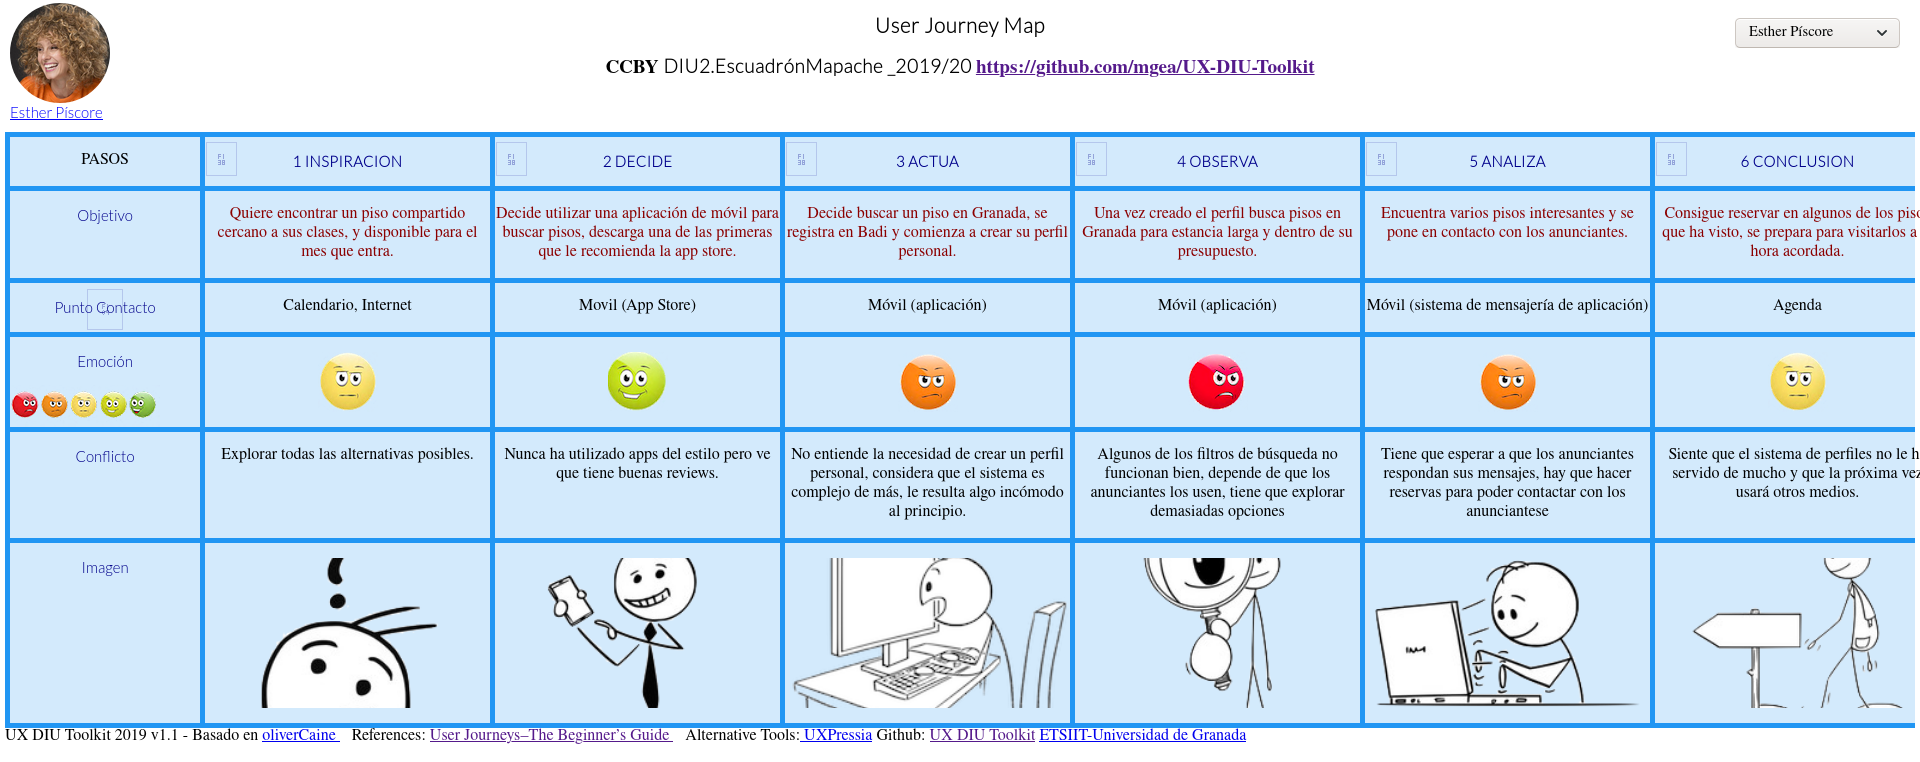 User Journey Map
Esther Píscore
CCBY DIU2.EscuadrónMapache _2019/20 https://github.com/mgea/UX-DIU-Toolkit
Esther Píscore
PASOS
1 INSPIRACION
2 DECIDE
3 ACTUA
4 OBSERVA
5 ANALIZA
6 CONCLUSION
Objetivo
Quiere encontrar un piso compartido
cercano a sus clases, y disponible para el
mes que entra.
Decide utilizar una aplicación de móvil para
buscar pisos, descarga una de las primeras
que le recomienda la app store.
Decide buscar un piso en Granada, se
registra en Badi y comienza a crear su perfil
personal.
Una vez creado el perfil busca pisos en
Granada para estancia larga y dentro de su
presupuesto.
Encuentra varios pisos interesantes y se
pone en contacto con los anunciantes.
Consigue reservar en algunos de los piso
que ha visto, se prepara para visitarlos a
hora acordada.
Punto Contacto
Calendario, Internet
Movil (App Store)
Móvil (aplicación)
Móvil (aplicación)
Móvil (sistema de mensajería de aplicación)
Agenda
Emoción
Conflicto
Explorar todas las alternativas posibles.
Nunca ha utilizado apps del estilo pero ve
que tiene buenas reviews.
No entiende la necesidad de crear un perfil
personal, considera que el sistema es
complejo de más, le resulta algo incómodo
al principio.
Algunos de los filtros de búsqueda no
funcionan bien, depende de que los
anunciantes los usen, tiene que explorar
demasiadas opciones
Tiene que esperar a que los anunciantes
respondan sus mensajes, hay que hacer
reservas para poder contactar con los
anunciantese
Siente que el sistema de perfiles no le h
servido de mucho y que la próxima vez
usará otros medios.
Imagen
UX DIU Toolkit 2019 v1.1 - Basado en oliverCaine References: User Journeys–The Beginner's Guide Alternative Tools: UXPressia Github: UX DIU Toolkit ETSIIT-Universidad de Granada